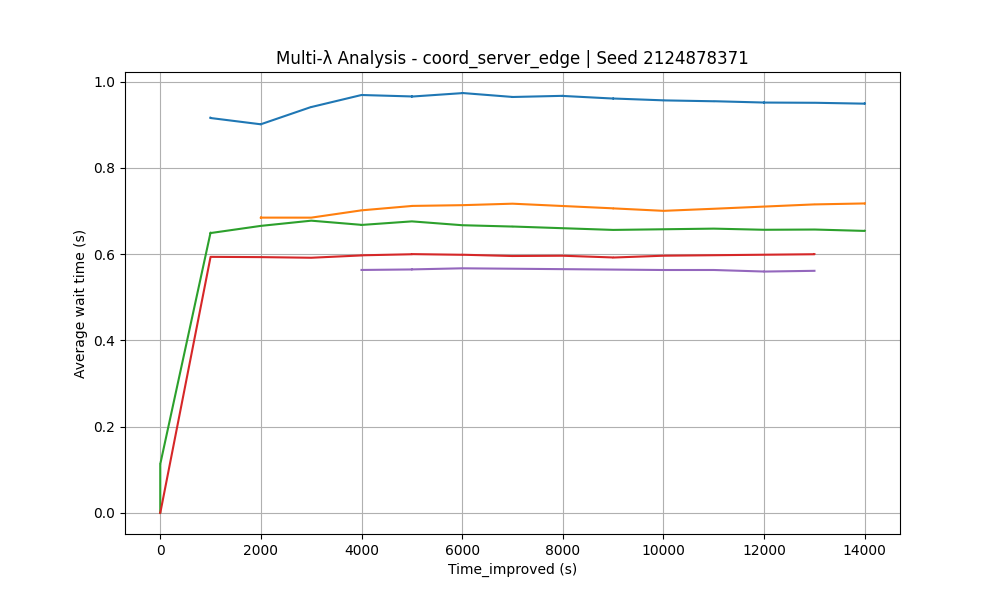 Multi-λ Analysis - coord_server_edge | Seed 2124878371
1.0
0.8
0.6
0.4
0.2
0.0
Average wait time (s)
0 2000 4000 6000 8000 10000 12000 14000
Time_improved (s)